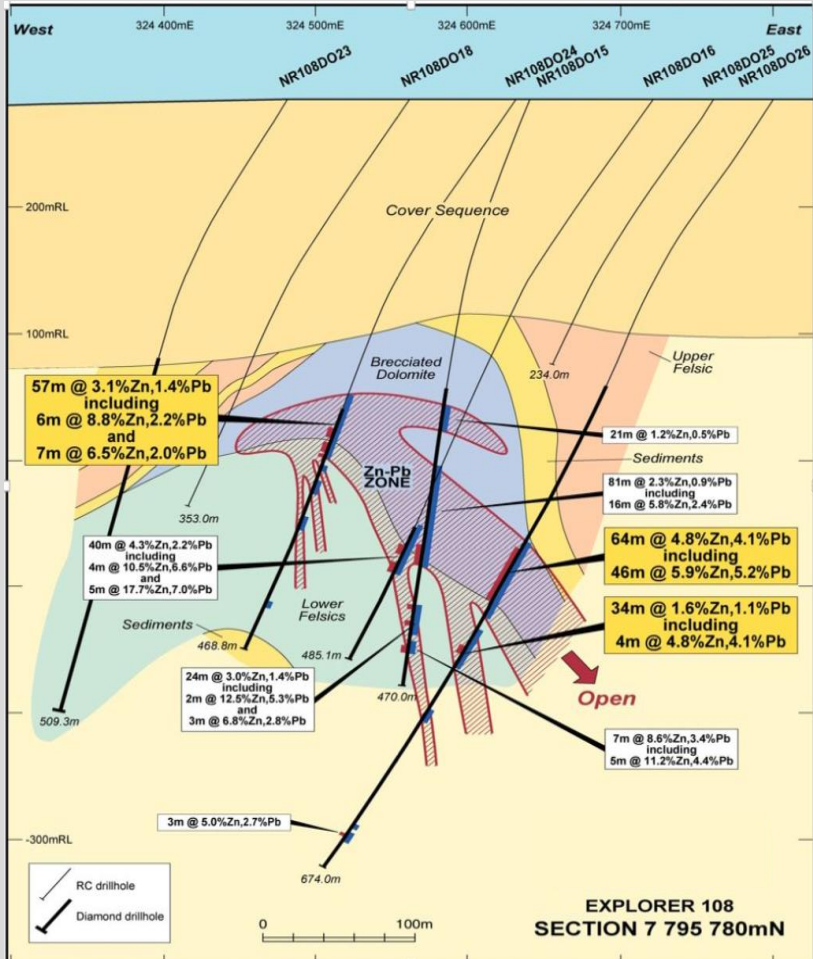 West
324 400mE
324 500mE
324 600mE
324 700mE
East
NR108DO23
NR108DO18
NR108DO24
NR108DO15
NR108DO16
NR108DO25
NR108DO26
200mRL
Cover Sequence
100mRL
Brecciated
Dolomite
234.0m
Upper
Felsic
57m @ 3.1%Zn,1.4%Pb
including
6m @ 8.8%Zn,2.2%Pb
and
7m @ 6.5%Zn,2.0%Pb
21m @ 1.2%Zn,0.5%Pb
Sediments
Zn-Pb
ZONE
81m @ 2.3%Zn,0.9%Pb
including
16m @ 5.8%Zn,2.4%Pb
353.0m
40m @ 4.3%Zn,2.2%Pb
including
4m @ 10.5%Zn,6.6%Pb
and
5m @ 17.7%Zn,7.0%Pb
64m @ 4.8%Zn,4.1%Pb
including
46m @ 5.9%Zn,5.2%Pb
34m @ 1.6%Zn,1.1%Pb
including
4m @ 4.8%Zn,4.1%Pb
Lower
Felsics
Sediments
468.8m
485.1m
24m @ 3.0%Zn,1.4%Pb
including
2m @ 12.5%Zn,5.3%Pb
and
3m @ 6.8%Zn,2.8%Pb
470.0m
Open
509.3m
7m @ 8.6%Zn,3.4%Pb
including
5m @ 11.2%Zn,4.4%Pb
3m @ 5.0%Zn,2.7%Pb
-300mRL
674.0m
RC drillhole
Diamond drillhole
0
100m
EXPLORER 108
SECTION 7 795 780mN